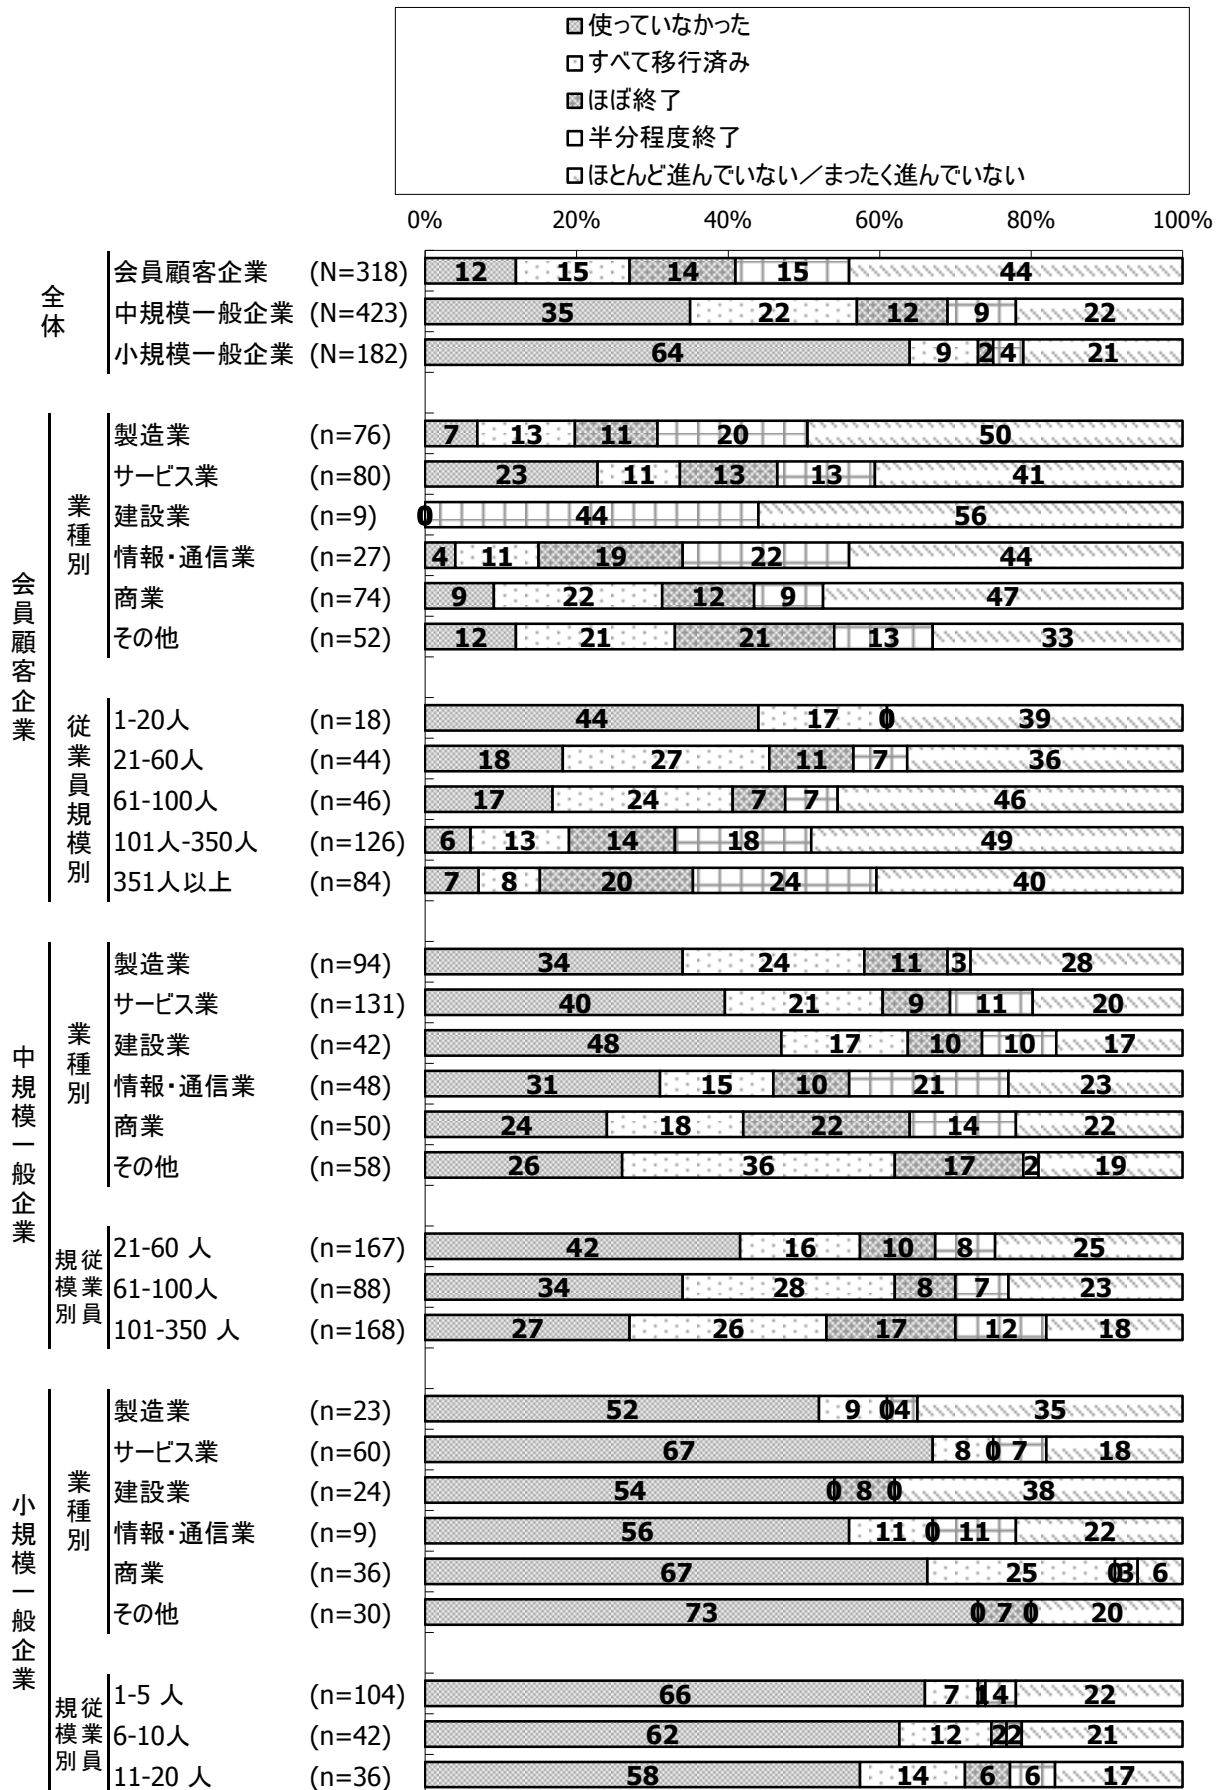 使っていなかった
すべて移行済み
ほぼ終了
半分程度終了
ほとんど進んでいない／まったく進んでいない
0% 20% 40% 60% 80% 100%
全体
会員顧客企業 (N=318) 12 15 14 15 44
中規模一般企業 (N=423) 35 22 12 9 22
小規模一般企業 (N=182) 64 9 2 4 21
会員顧客企業
業種別
製造業 (n=76) 7 13 11 20 50
サービス業 (n=80) 23 11 13 13 41
建設業 (n=9) 0 44 56
情報・通信業 (n=27) 4 11 19 22 44
商業 (n=74) 9 22 12 9 47
その他 (n=52) 12 21 21 13 33
従業員規模別
1-20人 (n=18) 44 17 0 39
21-60人 (n=44) 18 27 11 7 36
61-100人 (n=46) 17 24 7 7 46
101人-350人 (n=126) 6 13 14 18 49
351人以上 (n=84) 7 8 20 24 40
中規模一般企業
業種別
製造業 (n=94) 34 24 11 3 28
サービス業 (n=131) 40 21 9 11 20
建設業 (n=42) 48 17 10 10 17
情報・通信業 (n=48) 31 15 10 21 23
商業 (n=50) 24 18 22 14 22
その他 (n=58) 26 36 17 2 19
従業員規模別
21-60 人 (n=167) 42 16 10 8 25
61-100人 (n=88) 34 28 8 7 23
101-350 人 (n=168) 27 26 17 12 18
小規模一般企業
業種別
製造業 (n=23) 52 9 0 4 35
サービス業 (n=60) 67 8 0 7 18
建設業 (n=24) 54 0 8 0 38
情報・通信業 (n=9) 56 11 0 11 22
商業 (n=36) 67 25 0 3 6
その他 (n=30) 73 0 7 0 20
従業員規模別
1-5 人 (n=104) 66 7 1 4 22
6-10人 (n=42) 62 12 2 2 21
11-20 人 (n=36) 58 14 6 6 17